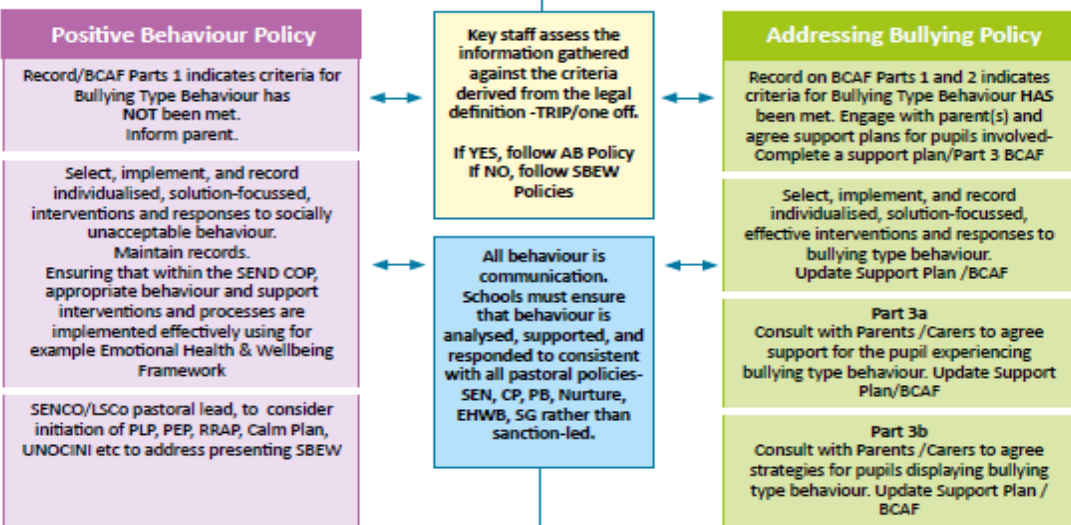 Positive Behaviour Policy
Record/BCAF Parts 1 indicates criteria for
Bullying Type Behaviour has
NOT been met.
Inform parent.
Select, implement, and record
individualised, solution-focussed,
interventions and responses to socially
unacceptable behaviour.
Maintain records.
Ensuring that within the SEND COP,
appropriate behaviour and support
interventions and processes are
implemented effectively using for
example Emotional Health & Wellbeing
Framework
SENCO/LSCo pastoral lead, to consider
initiation of PLP, PEP, RRAP, Calm Plan,
UNOCINI etc to address presenting SBEW
Key staff assess the
information gathered
against the criteria
derived from the legal
definition -TRIP/one off.
If YES, follow AB Policy
If NO, follow SBEW
Policies
All behaviour is
communication.
Schools must ensure
that behaviour is
analysed, supported, and
responded to consistent
with all pastoral policies-
SEN, CP, PB, Nurture,
EHWB, SG rather than
sanction-led.
Addressing Bullying Policy
Record on BCAF Parts 1 and 2 indicates
criteria for Bullying Type Behaviour HAS
been met. Engage with parent(s) and
agree support plans for pupils involved-
Complete a support plan/Part 3 BCAF
Select, implement, and record
individualised, solution-focussed,
effective interventions and responses to
bullying type behaviour.
Update Support Plan /BCAF
Part 3a
Consult with Parents /Carers to agree
support for the pupil experiencing
bullying type behaviour. Update Support
Plan/BCAF
Part 3b
Consult with Parents /Carers to agree
strategies for pupils displaying bullying
type behaviour. Update Support Plan /
BCAF